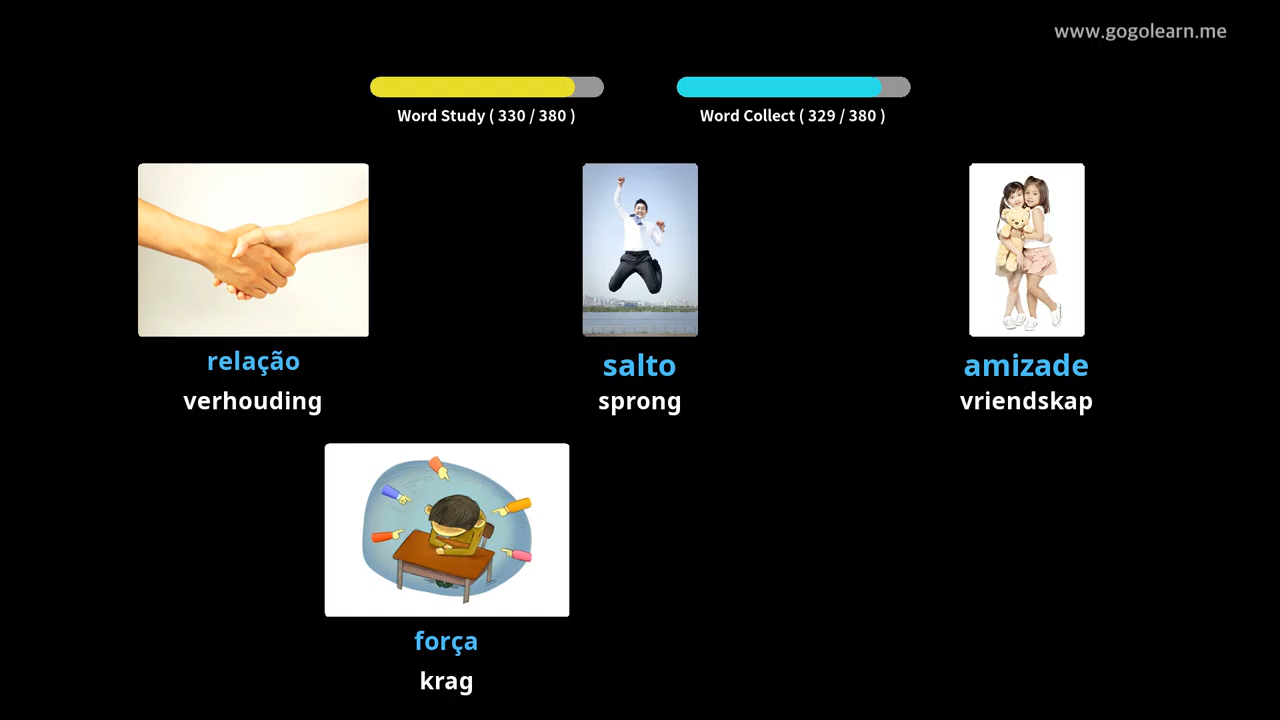 www.gogolearn.me
Word Study ( 330 / 380 )
Word Collect ( 329 / 380 )
relação
salto
amizade
verhouding
sprong
vriendskap
força
krag